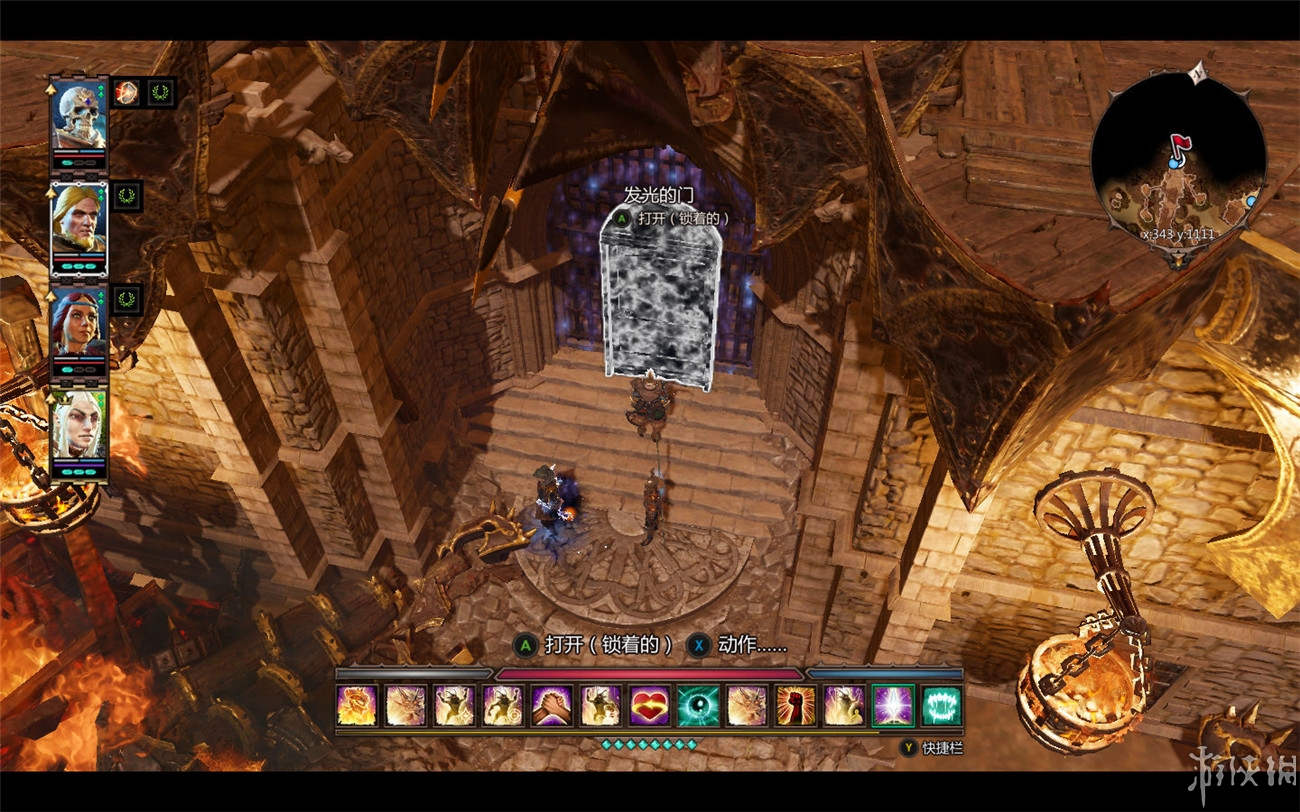 发光的门
A 打开（锁着的）
x:343 y:1111
A 打开（锁着的） X 动作……
Y 快捷栏
游侠网